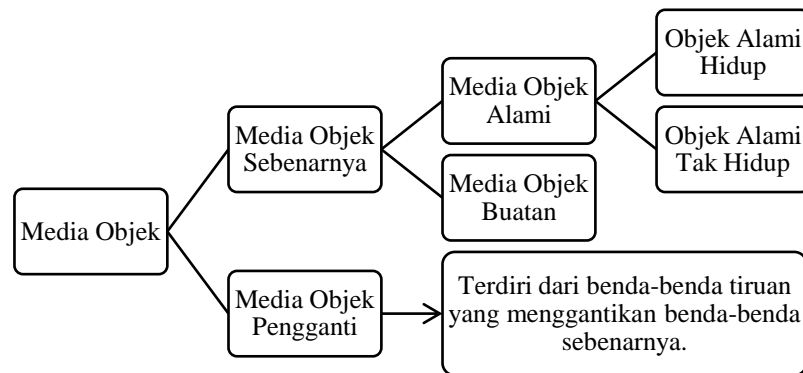 Media Objek
Media Objek
Sebenarnya
Media Objek
Alami
Objek Alami
Hidup
Objek Alami
Tak Hidup
Media Objek
Buatan
Media Objek
Pengganti
Terdiri dari benda-benda tiruan
yang menggantikan benda-benda
sebenarnya.